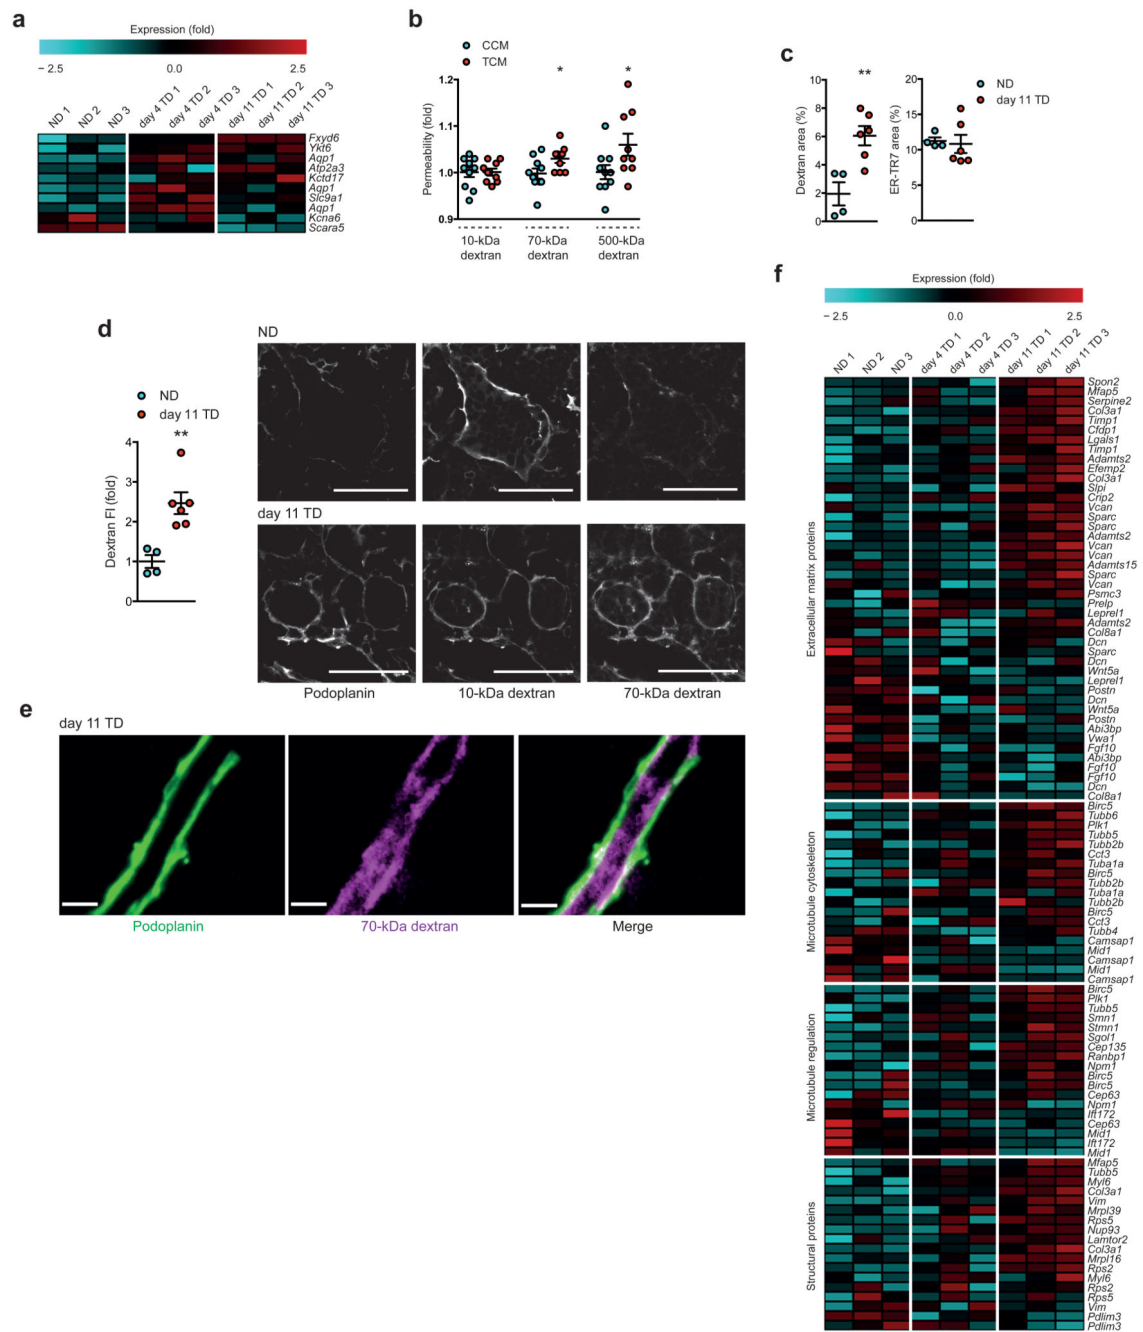 a
Expression (fold)
− 2.5
0.0
2.5
ND 1
ND 2
ND 3
day 4 TD 1
day 4 TD 2
day 4 TD 3
day 11 TD 1
day 11 TD 2
day 11 TD 3
Fxyd6
Ykt6
Aqp1
Atp2a3
Kctd17
Aqp1
Slc9a1
Aqp1
Kcna6
Scara5
b
CCM
TCM
Permeability (fold)
1.2
1.1
1.0
0.9
*
*
10-kDa dextran
70-kDa dextran
500-kDa dextran
c
Dextran area (%)
10
8
6
4
2
0
**
ER-TR7 area (%)
20
15
10
5
0
ND
day 11 TD
d
ND
day 11 TD
Dextran FI (fold)
4
3
2
1
0
**
ND
day 11 TD
Podoplanin
10-kDa dextran
70-kDa dextran
e
day 11 TD
Podoplanin
70-kDa dextran
Merge
f
Expression (fold)
− 2.5
0.0
2.5
ND 1
ND 2
ND 3
day 4 TD 1
day 4 TD 2
day 4 TD 3
day 11 TD 1
day 11 TD 2
day 11 TD 3
Extracellular matrix proteins
Spon2
Mfap5
Serpine2
Col3a1
Timp1
Cfdp1
Lgals1
Timp1
Adamts2
Efemp2
Col3a1
Slpi
Crip2
Vcan
Sparc
Sparc
Adamts2
Vcan
Vcan
Adamts15
Sparc
Vcan
Psmc3
Prelp
Leprel1
Adamts2
Col8a1
Dcn
Sparc
Dcn
Wnt5a
Leprel1
Postn
Dcn
Wnt5a
Postn
Abi3bp
Vwa1
Fgf10
Abi3bp
Fgf10
Fgf10
Dcn
Col8a1
Microtubule cytoskeleton
Birc5
Tubb6
Plk1
Tubb5
Tubb2b
Cct3
Tuba1a
Birc5
Tubb2b
Tuba1a
Tubb2b
Birc5
Cct3
Tubb4
Camsap1
Mid1
Camsap1
Mid1
Camsap1
Microtubule regulation
Birc5
Plk1
Tubb5
Smn1
Stmn1
Sgol1
Cep135
Ranbp1
Npm1
Birc5
Birc5
Cep63
Npm1
Ift172
Cep63
Mid1
Ift172
Mid1
Structural proteins
Mfap5
Tubb5
Myl6
Col3a1
Vim
Mrpl39
Rps5
Nup93
Lamtor2
Col3a1
Mrpl16
Rps2
Myl6
Rps2
Rps5
Vim
Pdlim3
Pdlim3